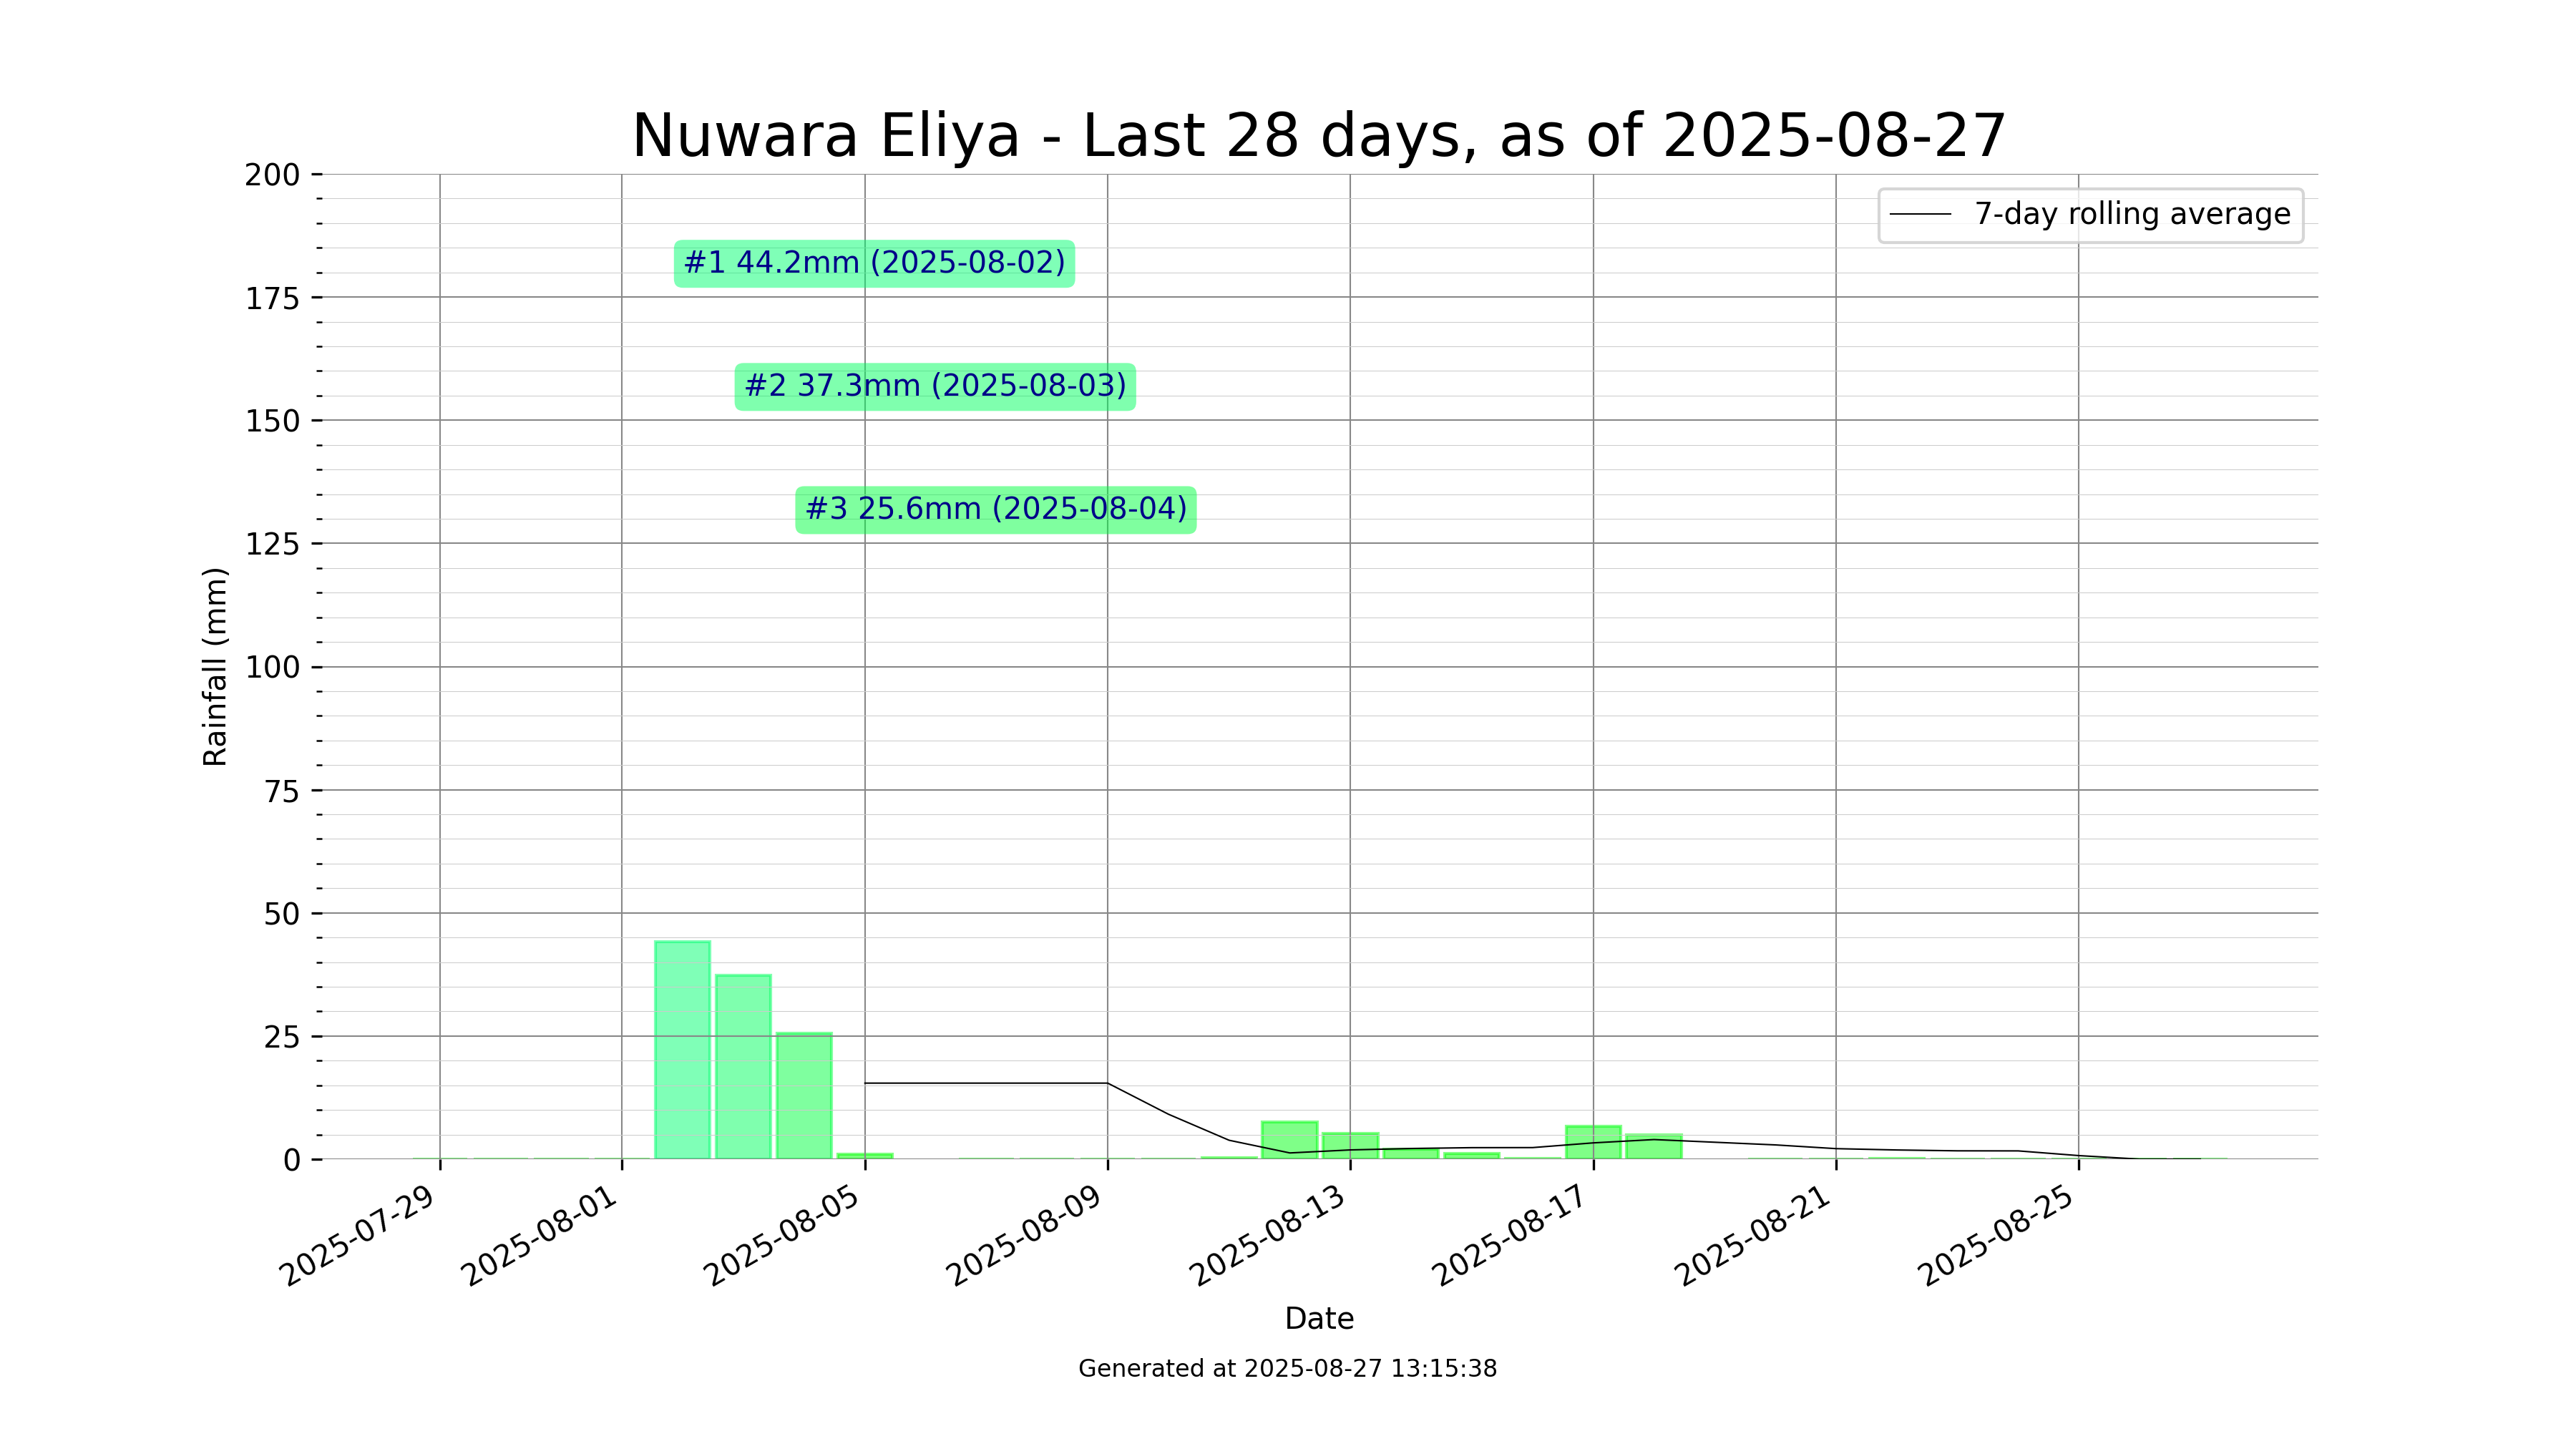 Nuwara Eliya - Last 28 days, as of 2025-08-27
200
175
150
125
100
75
50
25
0
Rainfall (mm)
7-day rolling average
#1 44.2mm (2025-08-02)
#2 37.3mm (2025-08-03)
#3 25.6mm (2025-08-04)
2025-07-29
2025-08-01
2025-08-05
2025-08-09
2025-08-13
2025-08-17
2025-08-21
2025-08-25
Date
Generated at 2025-08-27 13:15:38